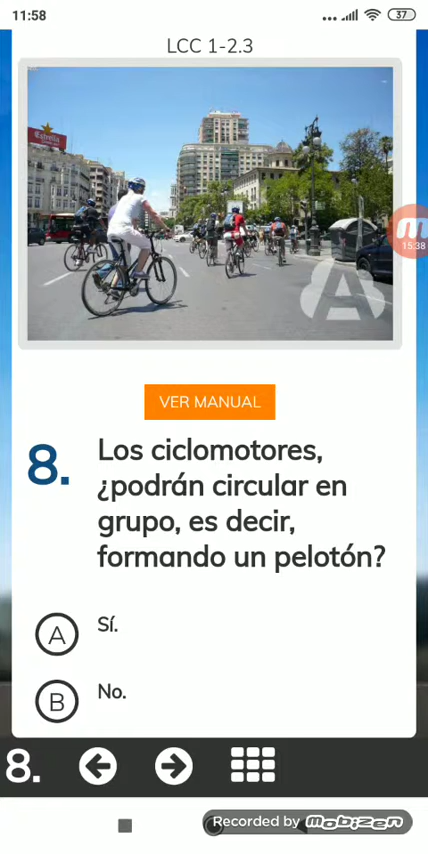 11:58
37
LCC 1-2.3
Estrella
15:38
VER MANUAL
8. Los ciclomotores,
¿podrán circular en
grupo, es decir,
formando un pelotón?
A Sí.
B No.
8.
Recorded by mobizen